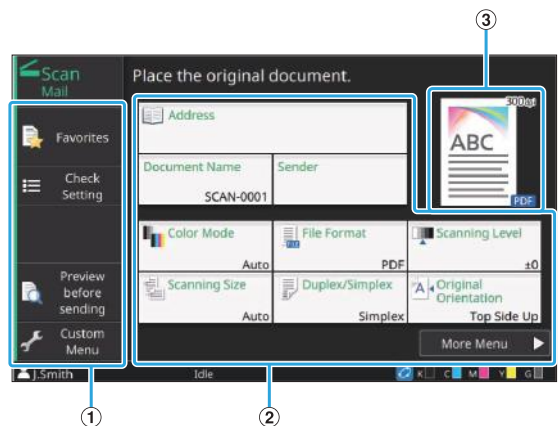 ③
Scan
Mail
Place the original document.
Favorites
Check
Setting
Preview
before
sending
Custom
Menu
Address
Document Name
SCAN-0001
Sender
300dpi
ABC
PDF
Color Mode
Auto
File Format
PDF
Scanning Level
±0
Scanning Size
Auto
Duplex/Simplex
Simplex
A
Original
Orientation
Top Side Up
More Menu
J.Smith
Idle
K C M Y G
① ②